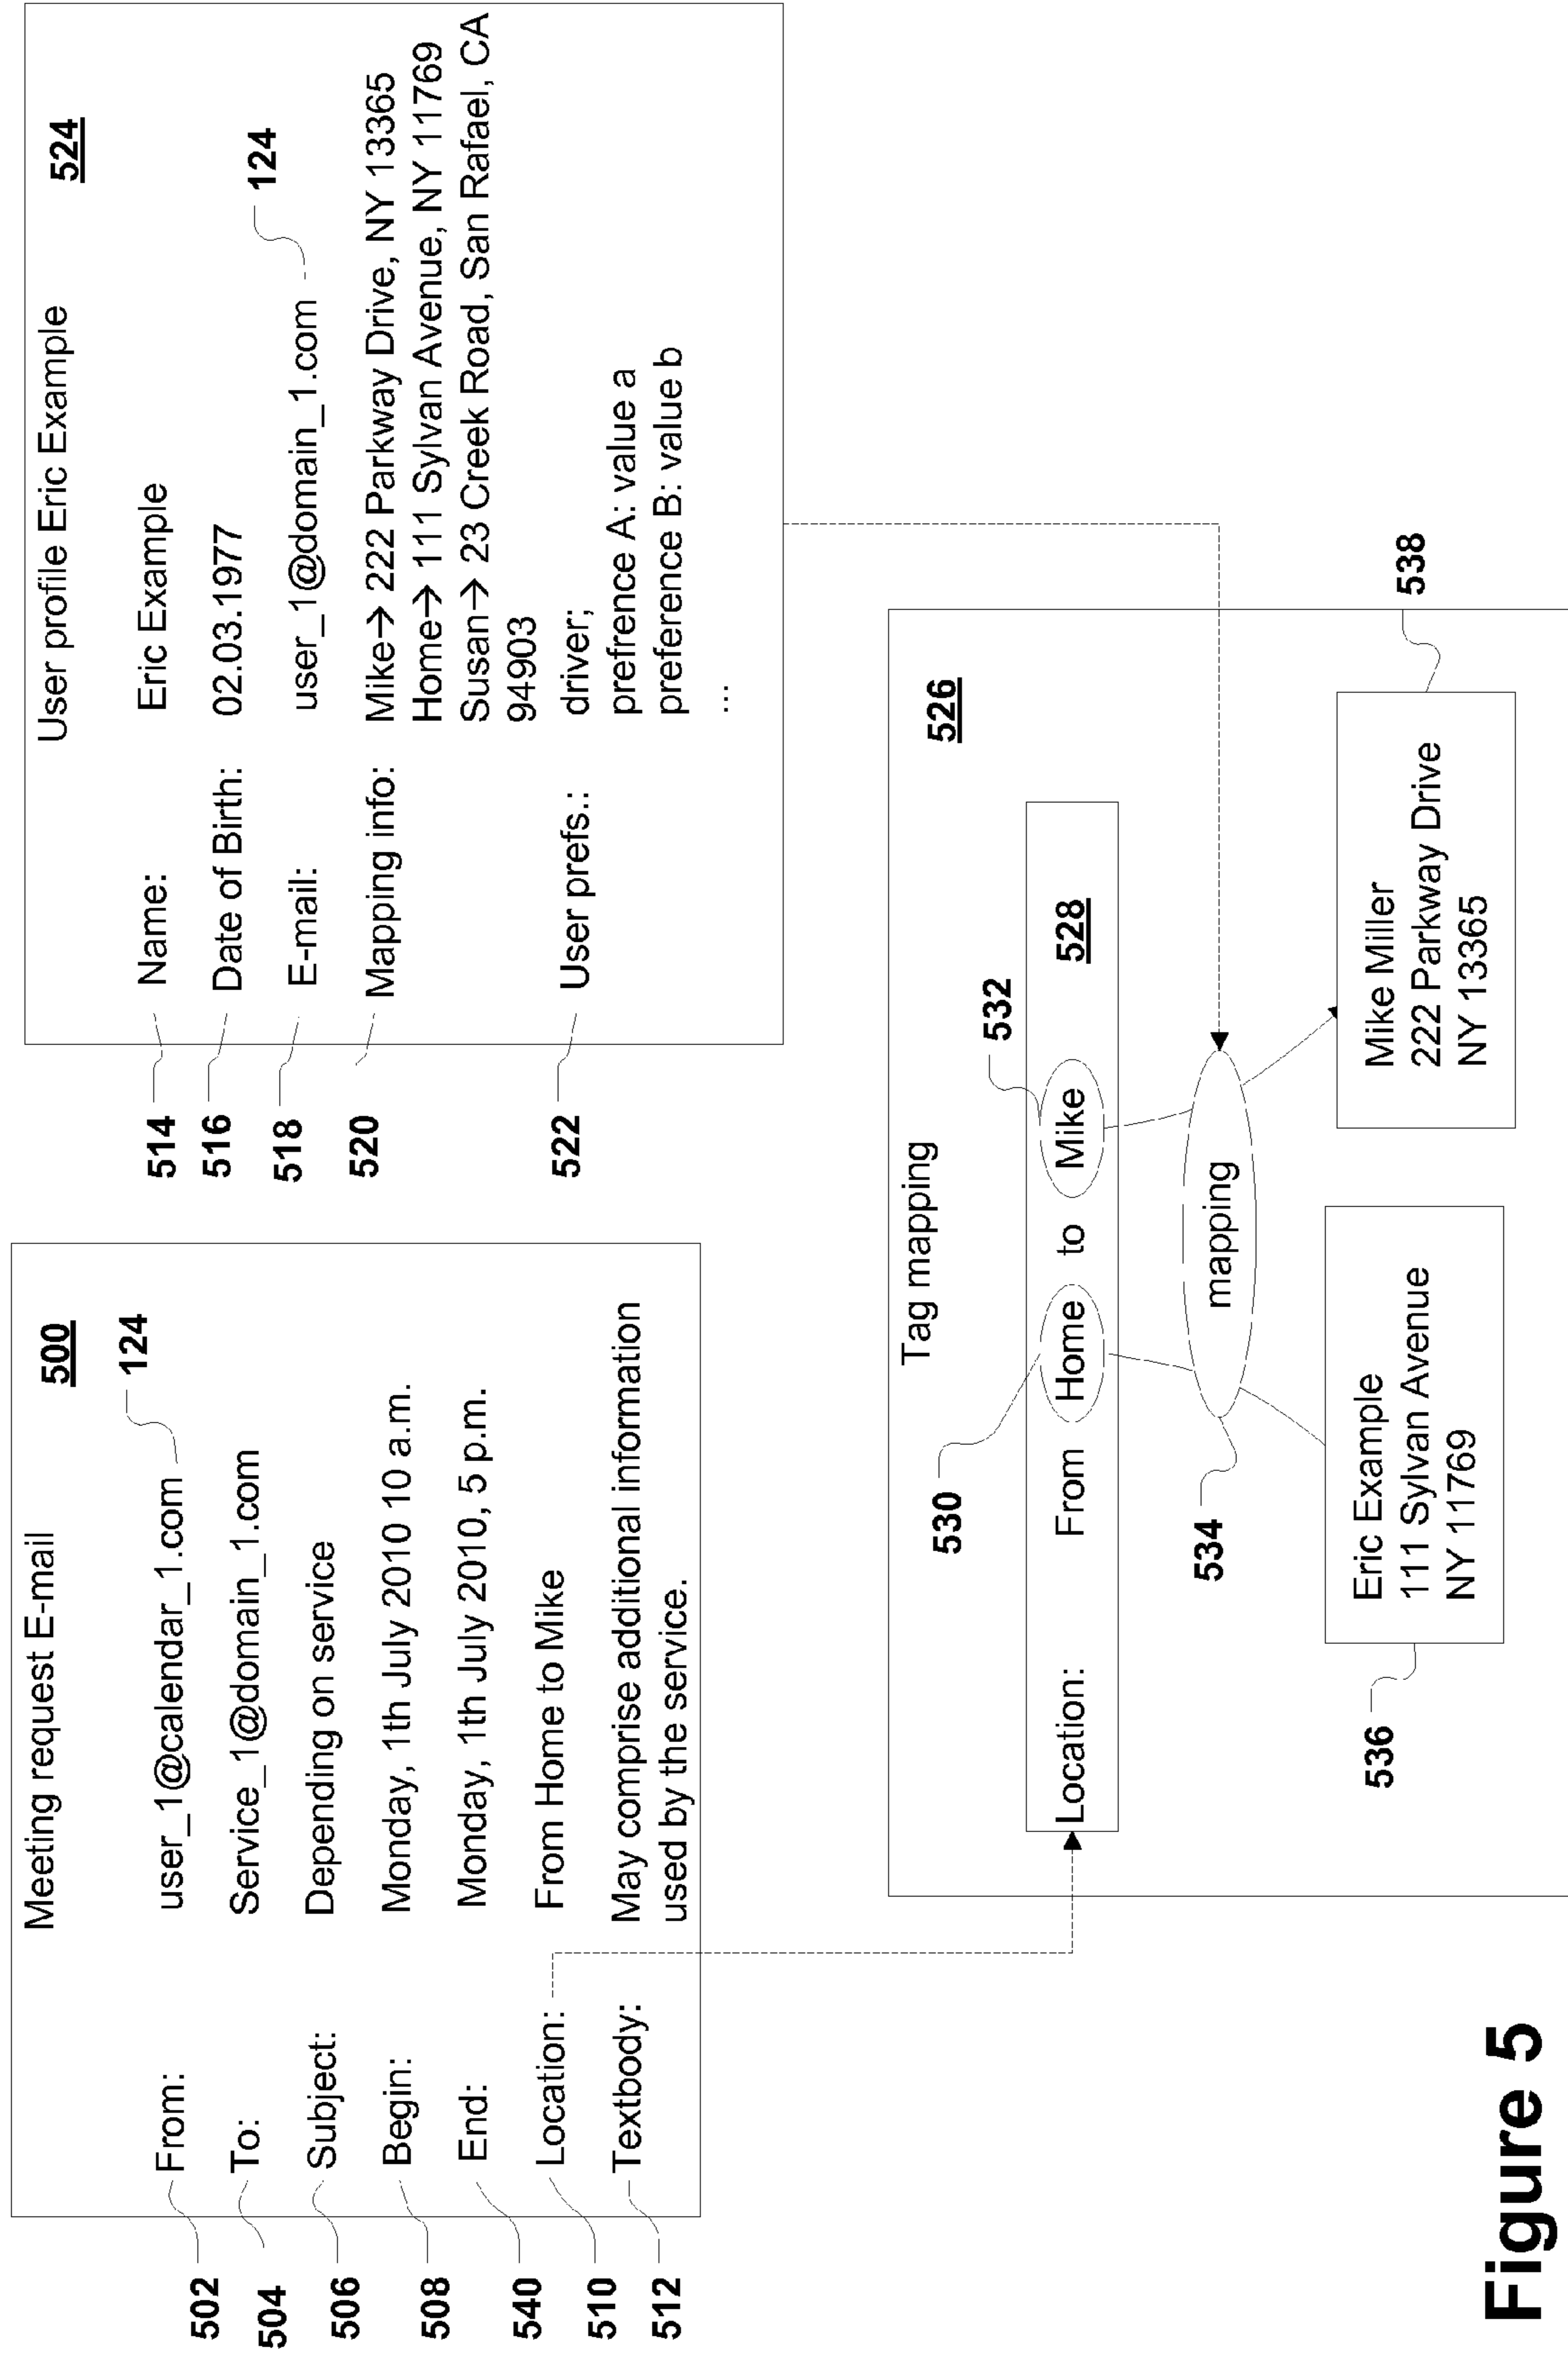 Meeting request E-mail
500
124
502 From: user_1@calendar_1.com
504 To: Service_1@domain_1.com
506 Subject: Depending on service
508 Begin: Monday, 1th July 2010 10 a.m.
540 End: Monday, 1th July 2010, 5 p.m.
510 Location: From Home to Mike
512 Textbody: May comprise additional information
used by the service.
User profile Eric Example
524
514 Name: Eric Example
516 Date of Birth: 02.03.1977
124
518 E-mail: user_1@domain_1.com
520 Mapping info: Mike→ 222 Parkway Drive, NY 13365
Home→ 111 Sylvan Avenue, NY 11769
Susan→ 23 Creek Road, San Rafael, CA
94903
522 User prefs.: driver;
prefrence A: value a
preference B: value b
...
Tag mapping
526
530
532
Location: From Home to Mike 528
534
mapping
536
Eric Example
111 Sylvan Avenue
NY 11769
Mike Miller
222 Parkway Drive
NY 13365
538
Figure 5